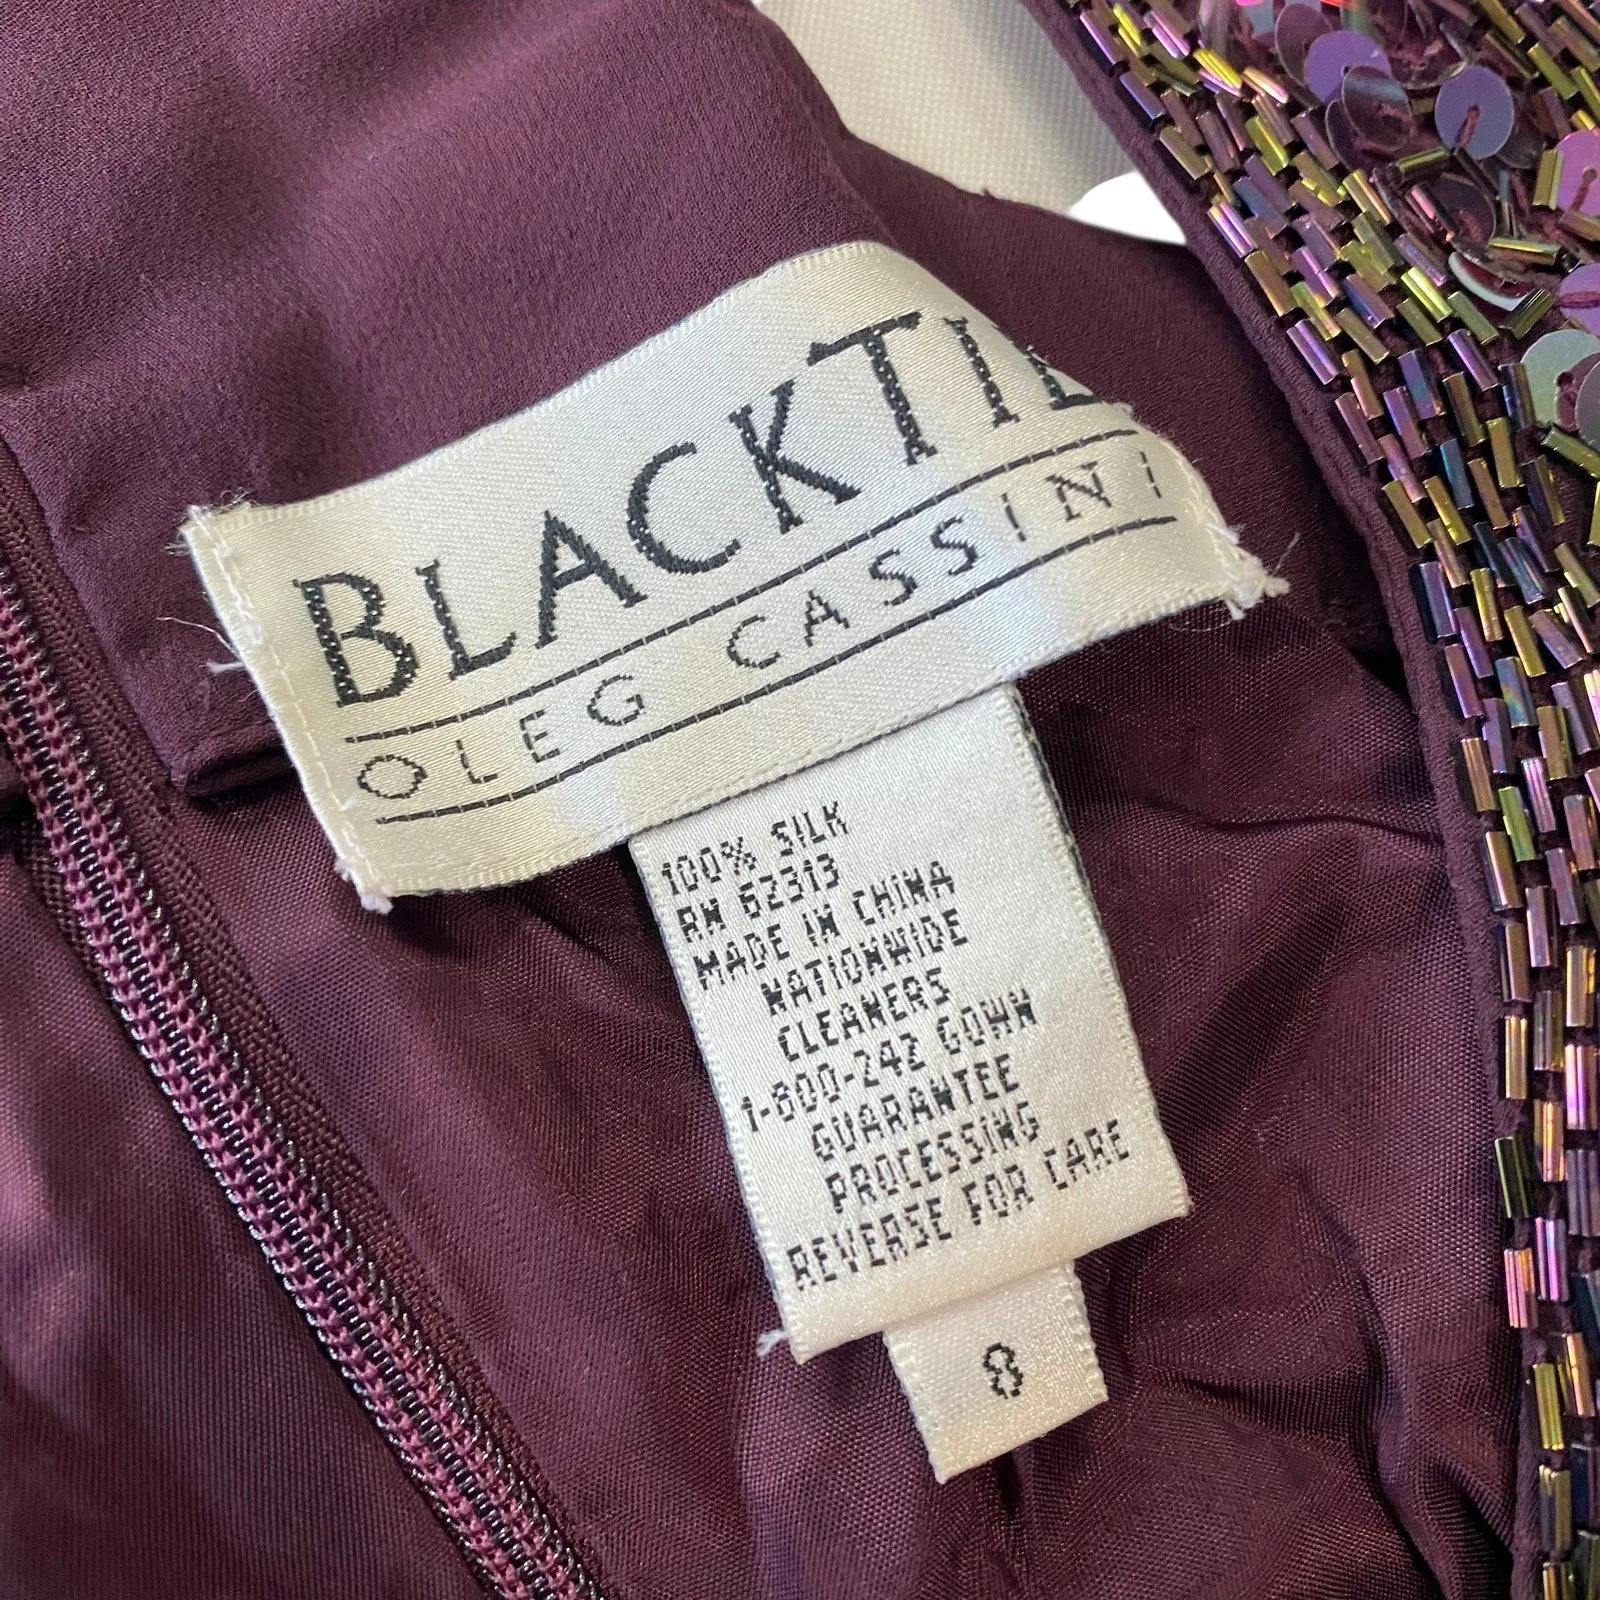 BLACKTIE
OLEG CASSINI
100% SILK
RN 62313
MADE IN CHINA
NATIONWIDE
CLEANERS
1-800-242 GOWN
GUARANTEE
PROCESSING
REVERSE FOR CARE
8